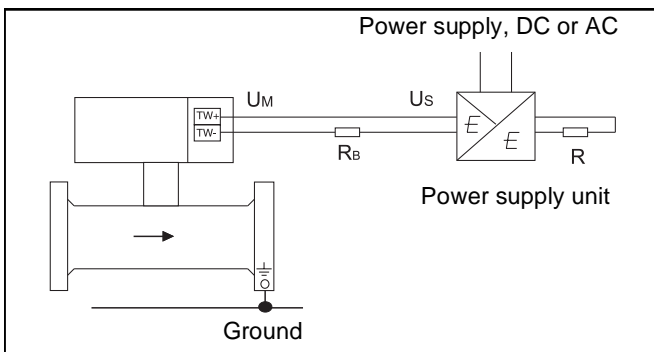 Power supply, DC or AC
UM
US
TW+
TW-
RB
E
E
R
Power supply unit
Ground